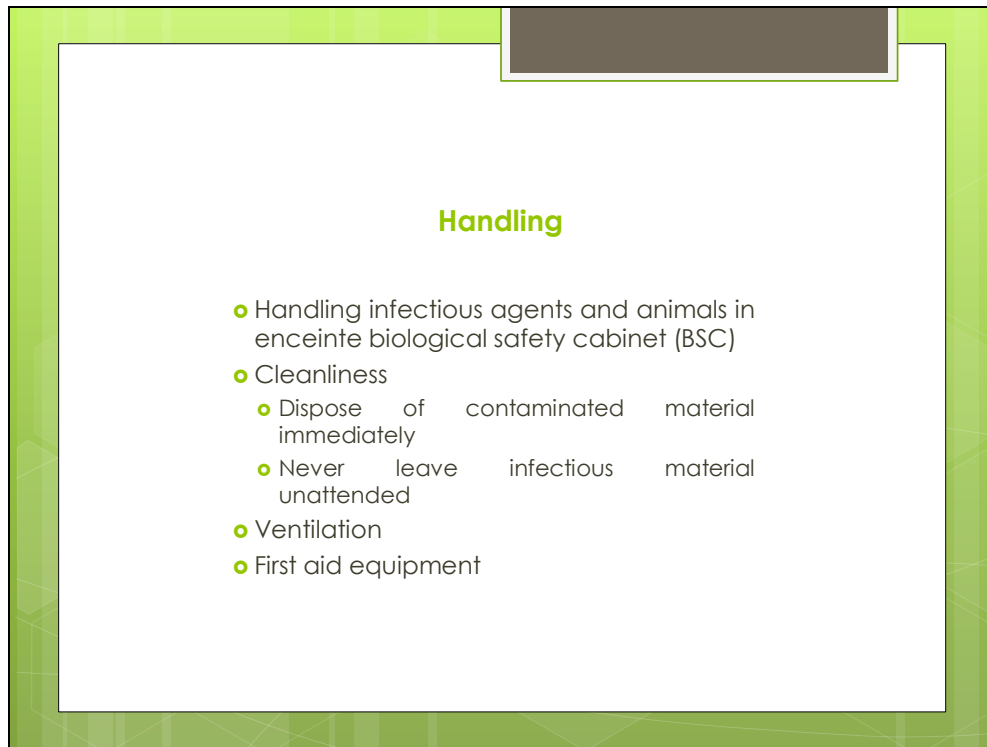 Handling
Handling infectious agents and animals in
enceinte biological safety cabinet (BSC)
Cleanliness
Dispose of contaminated material
immediately
Never leave infectious material
unattended
Ventilation
First aid equipment